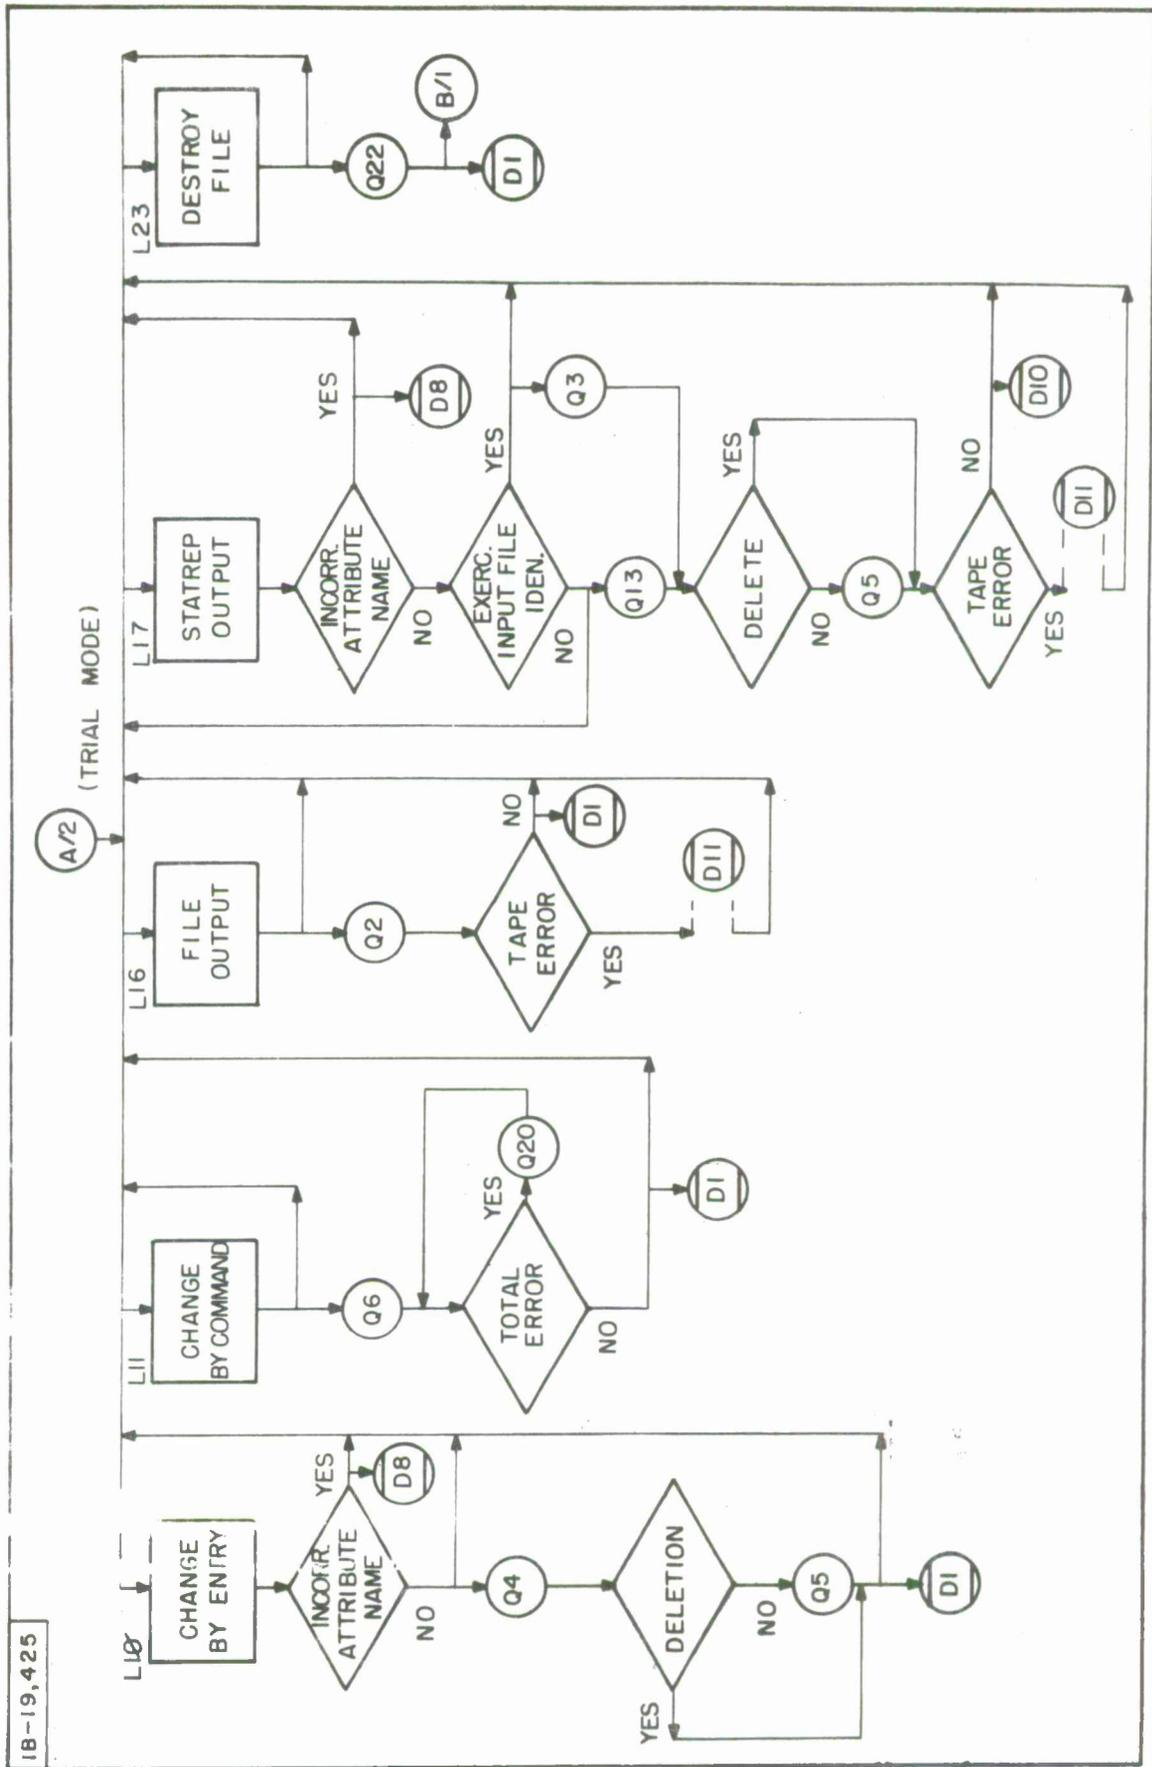 IB-19,425
A/2
(TRIAL MODE)
L10
CHANGE
BY ENTRY
INCORR.
ATTRIBUTE
NAME
YES
D8
NO
Q4
DELETION
YES
NO
Q5
D1
L11
CHANGE
BY COMMAND
Q6
TOTAL
ERROR
YES
Q20
NO
D1
L16
FILE
OUTPUT
Q2
TAPE
ERROR
NO
D1
YES
D11
L17
STATREP
OUTPUT
INCORR.
ATTRIBUTE
NAME
YES
D8
NO
EXERC.
INPUT FILE
IDEN.
YES
Q3
NO
Q13
DELETE
YES
NO
Q5
TAPE
ERROR
NO
D10
YES
D11
L23
DESTROY
FILE
Q22
B/1
D1